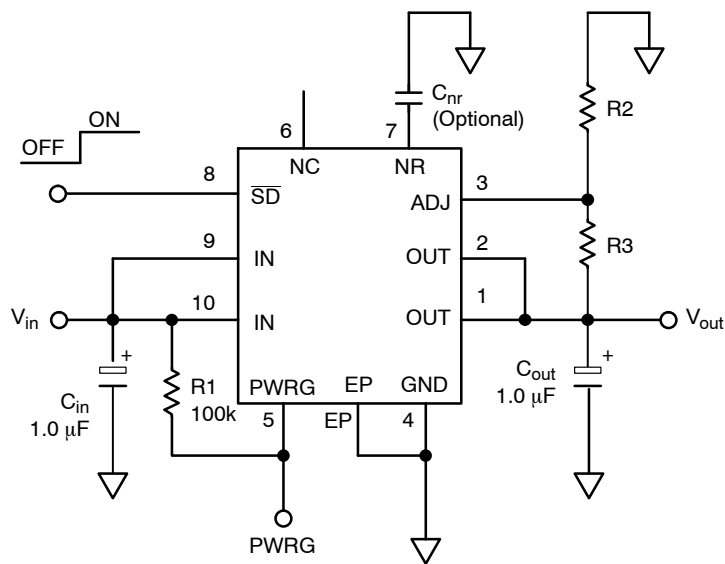 C_nr
(Optional)
R2
ON
OFF
6
7
NC
NR
8
S̅D̅
3
ADJ
R3
9
IN
2
OUT
V_in
10
IN
1
OUT
V_out
+
C_in
1.0 μF
R1
100k
PWRG
5
EP
EP
GND
4
+
C_out
1.0 μF
PWRG